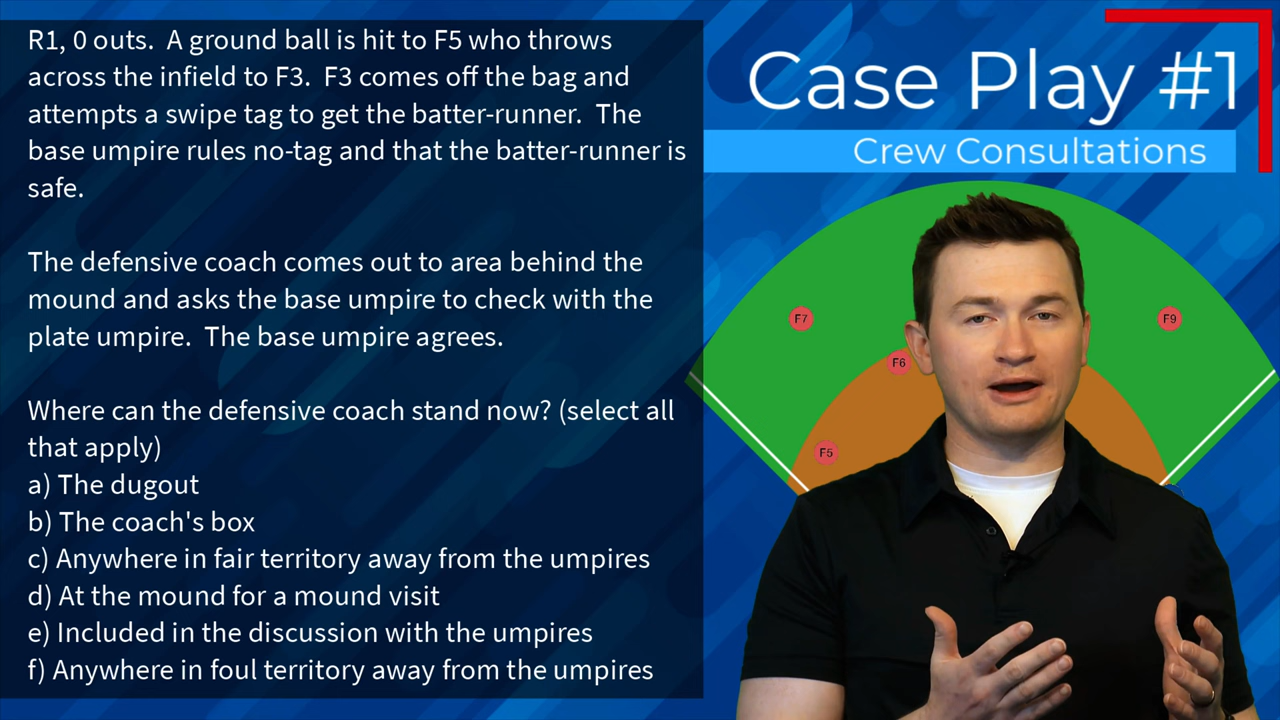 R1, 0 outs.  A ground ball is hit to F5 who throws
across the infield to F3.  F3 comes off the bag and
attempts a swipe tag to get the batter-runner.  The
base umpire rules no-tag and that the batter-runner is
safe.
The defensive coach comes out to area behind the
mound and asks the base umpire to check with the
plate umpire.  The base umpire agrees.
Where can the defensive coach stand now? (select all
that apply)
a) The dugout
b) The coach's box
c) Anywhere in fair territory away from the umpires
d) At the mound for a mound visit
e) Included in the discussion with the umpires
f) Anywhere in foul territory away from the umpires
Case Play #1
Crew Consultations
F7
F9
F6
F5